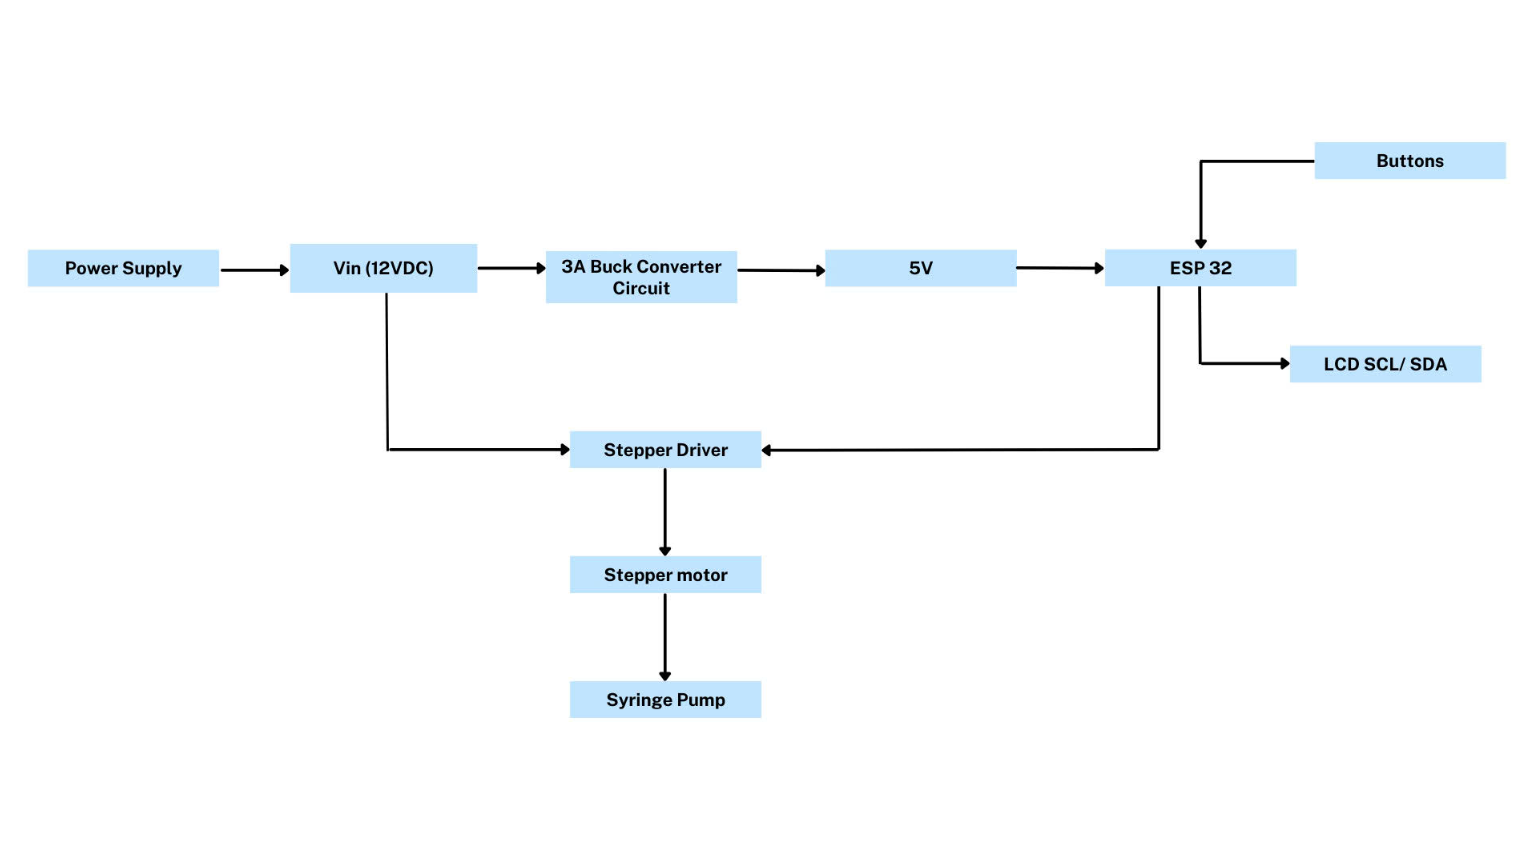 Buttons
Power Supply
Vin (12VDC)
3A Buck Converter
Circuit
5V
ESP 32
LCD SCL/ SDA
Stepper Driver
Stepper motor
Syringe Pump